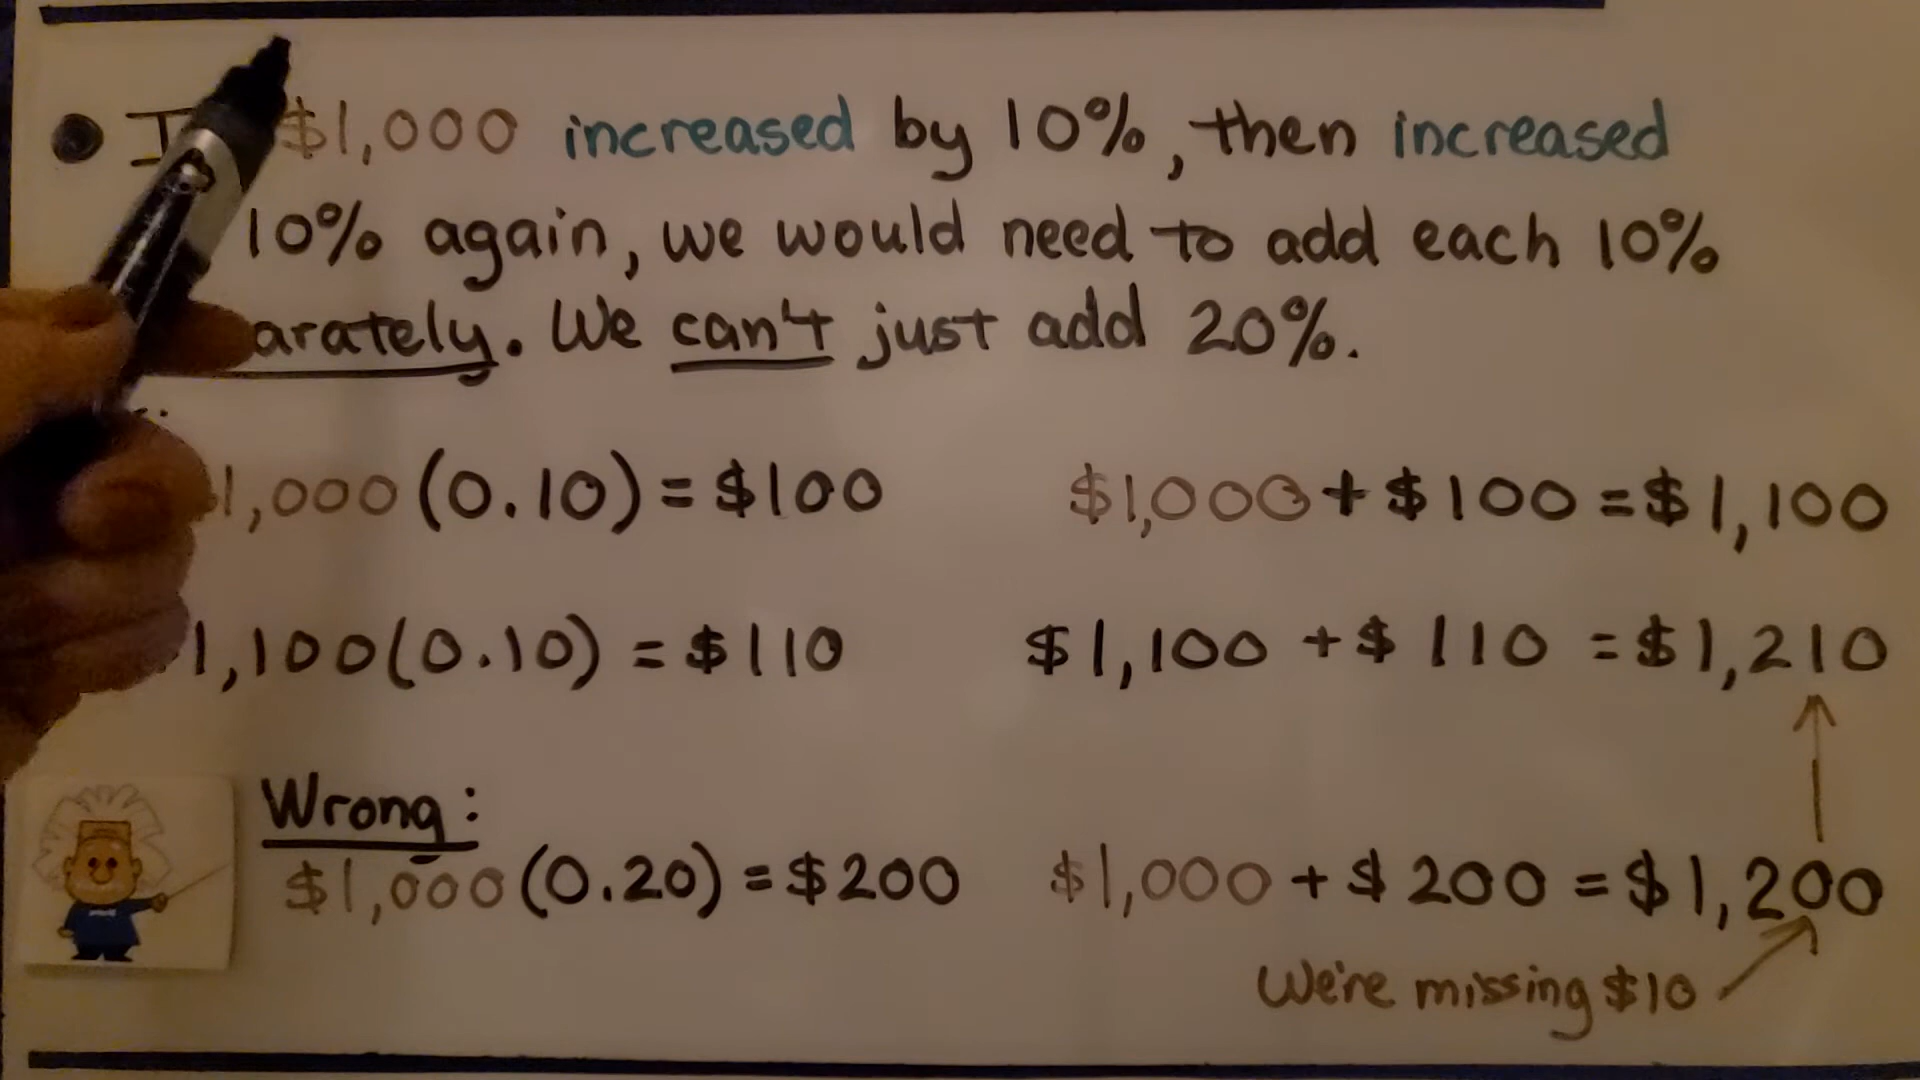 $1,000 increased by 10%, then increased
10% again, we would need to add each 10%
arately. We can't just add 20%.
1,000 (0.10) = $100 $1,000 + $100 = $1,100
1,100 (0.10) = $110 $1,100 + $110 = $1,210
Wrong:
$1,000 (0.20) = $200 $1,000 + $200 = $1,200
We're missing $10